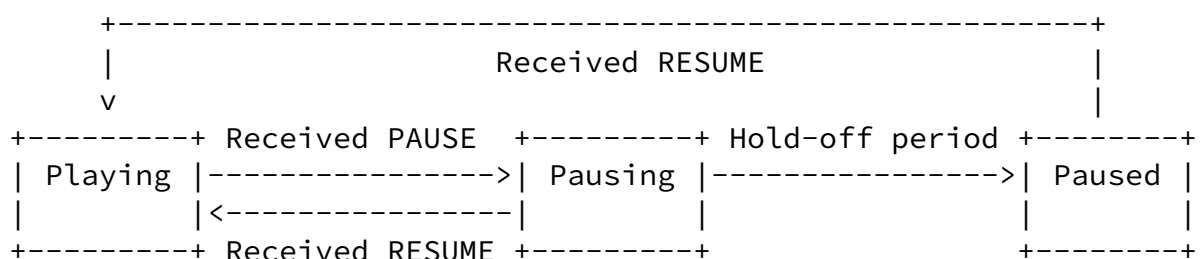 Received RESUME
Received PAUSE Hold-off period
Playing Pausing Paused
Received RESUME